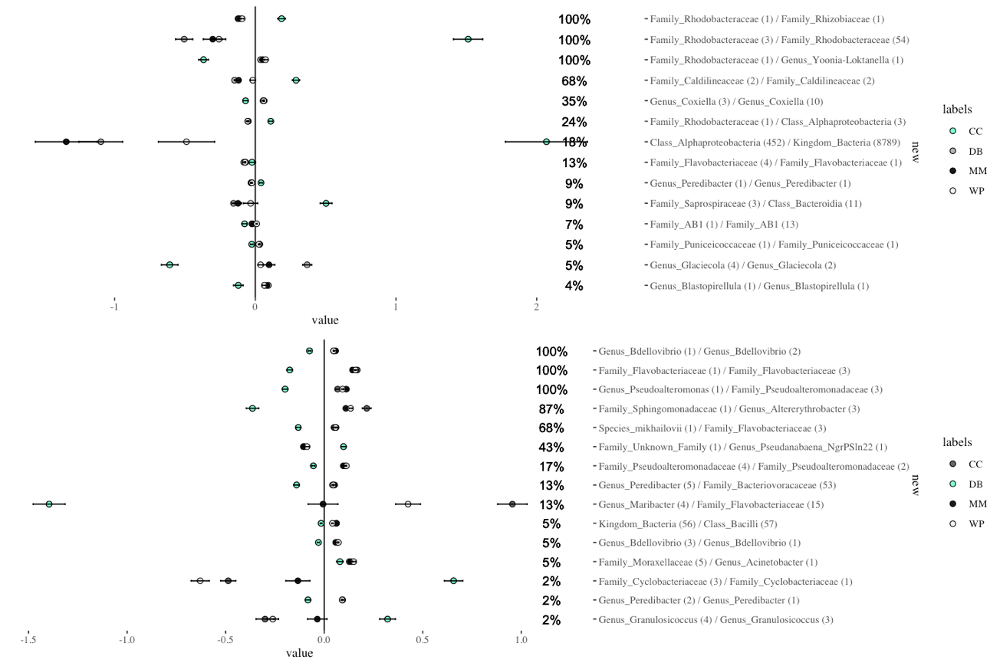 100% Family_Rhodobacteraceae (1) / Family_Rhizobiaceae (1)
100% Family_Rhodobacteraceae (3) / Family_Rhodobacteraceae (54)
100% Family_Rhodobacteraceae (1) / Genus_Yoonia-Loktanella (1)
68% Family_Caldilineaceae (2) / Family_Caldilineaceae (2)
35% Genus_Coxiella (3) / Genus_Coxiella (10)
24% Family_Rhodobacteraceae (1) / Class_Alphaproteobacteria (3)
18% Class_Alphaproteobacteria (452) / Kingdom_Bacteria (8789)
13% Family_Flavobacteriaceae (4) / Family_Flavobacteriaceae (1)
9% Genus_Peredibacter (1) / Genus_Peredibacter (1)
9% Family_Saprospiraceae (3) / Class_Bacteroidia (11)
7% Family_AB1 (1) / Family_AB1 (13)
5% Family_Puniceicoccaceae (1) / Family_Puniceicoccaceae (1)
5% Genus_Glaciecola (4) / Genus_Glaciecola (2)
4% Genus_Blastopirellula (1) / Genus_Blastopirellula (1)
-1 0 1 2
value
new
labels
CC
DB
MM
WP
100% Genus_Bdellovibrio (1) / Genus_Bdellovibrio (2)
100% Family_Flavobacteriaceae (1) / Family_Flavobacteriaceae (3)
100% Genus_Pseudoalteromonas (1) / Family_Pseudoalteromonadaceae (3)
87% Family_Sphingomonadaceae (1) / Genus_Altererythrobacter (3)
68% Species_mikhailovii (1) / Family_Flavobacteriaceae (3)
43% Family_Unknown_Family (1) / Genus_Pseudanabaena_NgrPSln22 (1)
17% Family_Pseudoalteromonadaceae (4) / Family_Pseudoalteromonadaceae (2)
13% Genus_Peredibacter (5) / Family_Bacteriovoracaceae (53)
13% Genus_Maribacter (4) / Family_Flavobacteriaceae (15)
5% Kingdom_Bacteria (56) / Class_Bacilli (57)
5% Genus_Bdellovibrio (3) / Genus_Bdellovibrio (1)
5% Family_Moraxellaceae (5) / Genus_Acinetobacter (1)
2% Family_Cyclobacteriaceae (3) / Family_Cyclobacteriaceae (1)
2% Genus_Peredibacter (2) / Genus_Peredibacter (1)
2% Genus_Granulosicoccus (4) / Genus_Granulosicoccus (3)
-1.5 -1.0 -0.5 0.0 0.5 1.0
value
new
labels
CC
DB
MM
WP